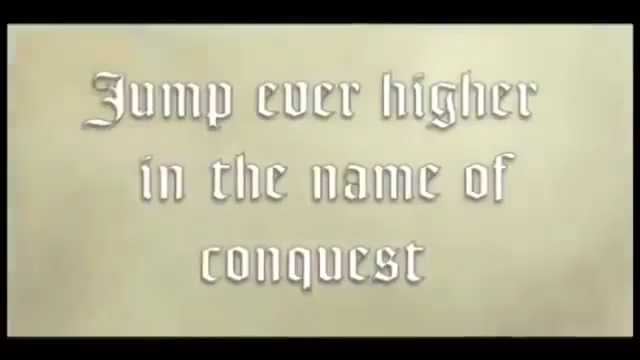 Jump ever higher
in the name of
conquest